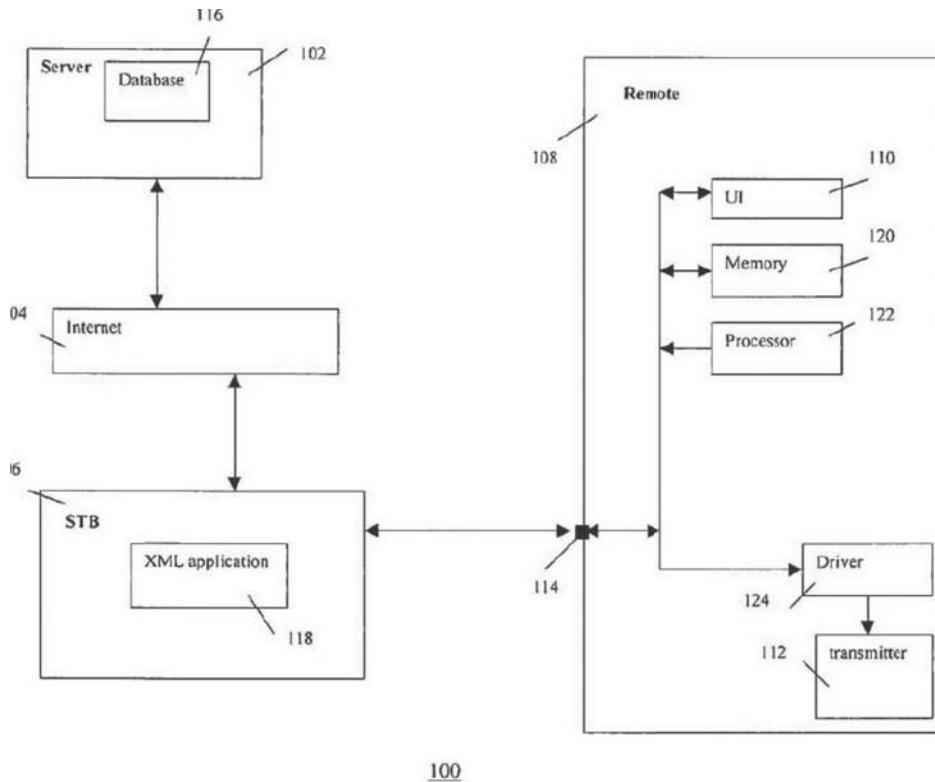 116
102
Server
Database
Remote
108
110
UI
120
Memory
04
Internet
122
Processor
06
STB
XML application
114
Driver
124
118
112
transmitter
100